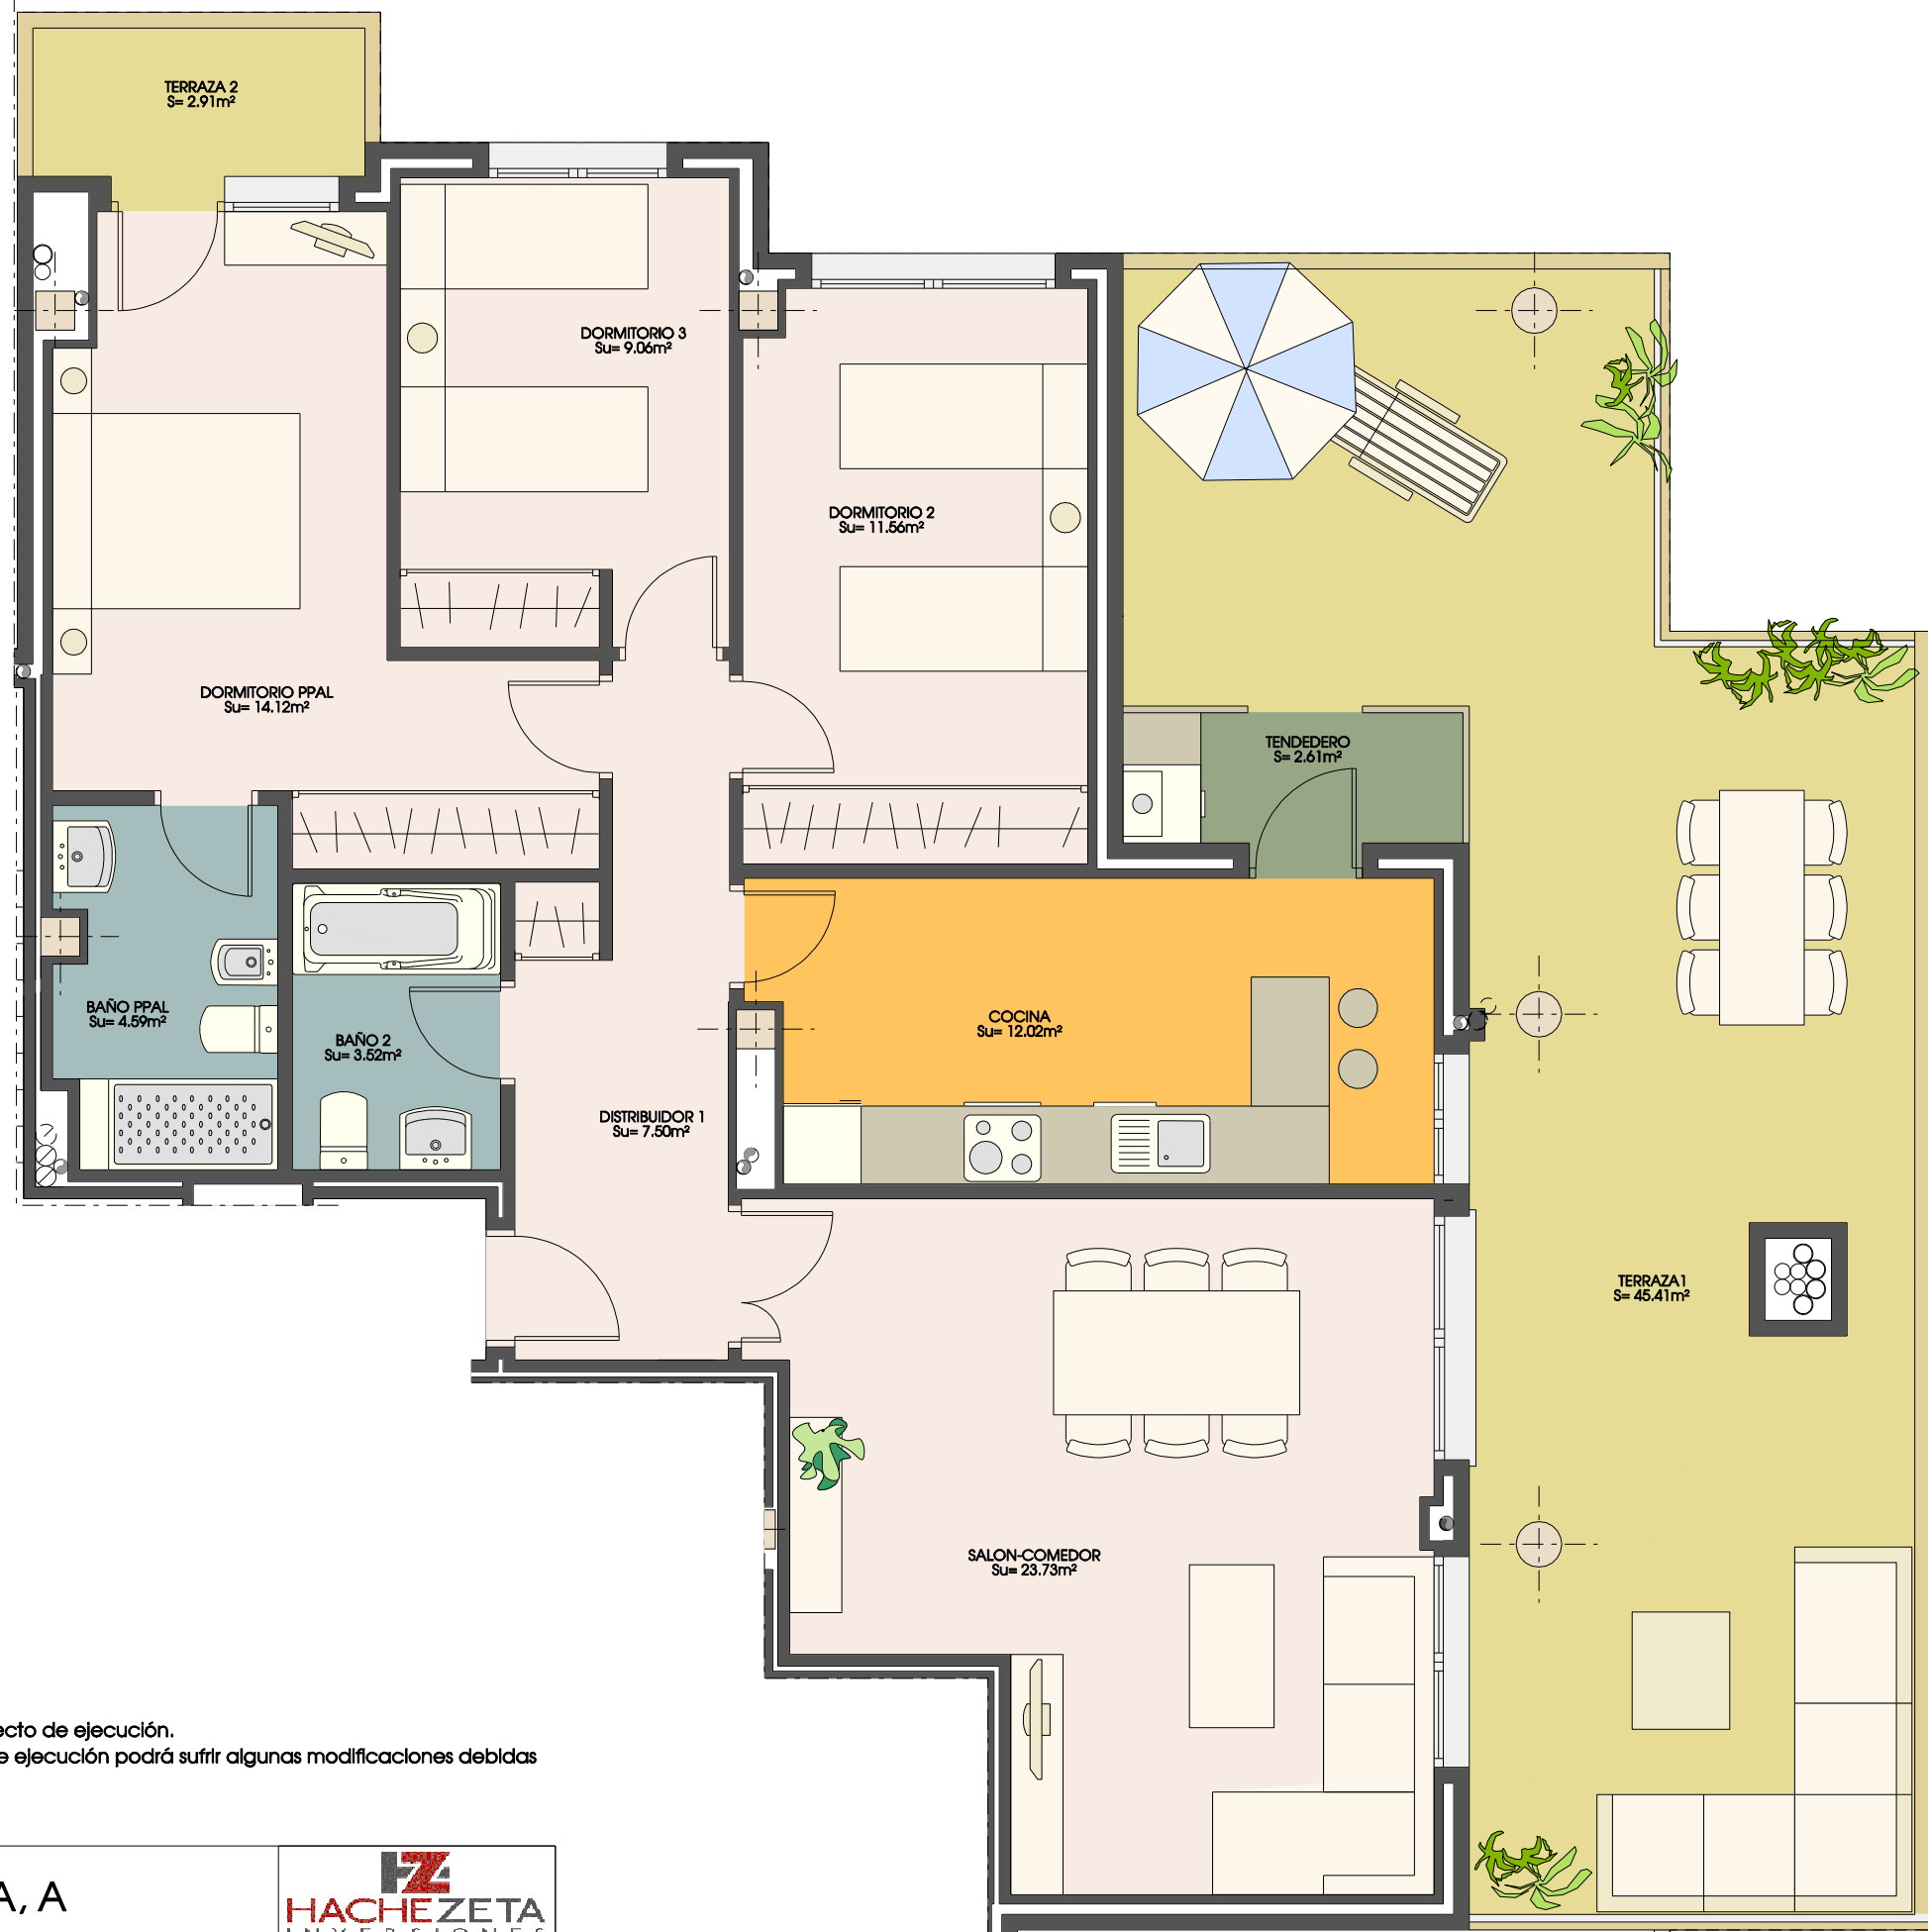 TERRAZA 2
S= 2.91m²
DORMITORIO 3
Su= 9.06m²
DORMITORIO 2
Su= 11.56m²
DORMITORIO PPAL
Su= 14.12m²
TENDEDERO
S= 2.61m²
BAÑO PPAL
Su= 4.59m²
BAÑO 2
Su= 3.52m²
COCINA
Su= 12.02m²
DISTRIBUIDOR 1
Su= 7.50m²
TERRAZA1
S= 45.41m²
SALON-COMEDOR
Su= 23.73m²
ecto de ejecución.
e ejecución podrá sufrir algunas modificaciones debidas
A, A
HZ
HACHEZETA
INVERSIONES